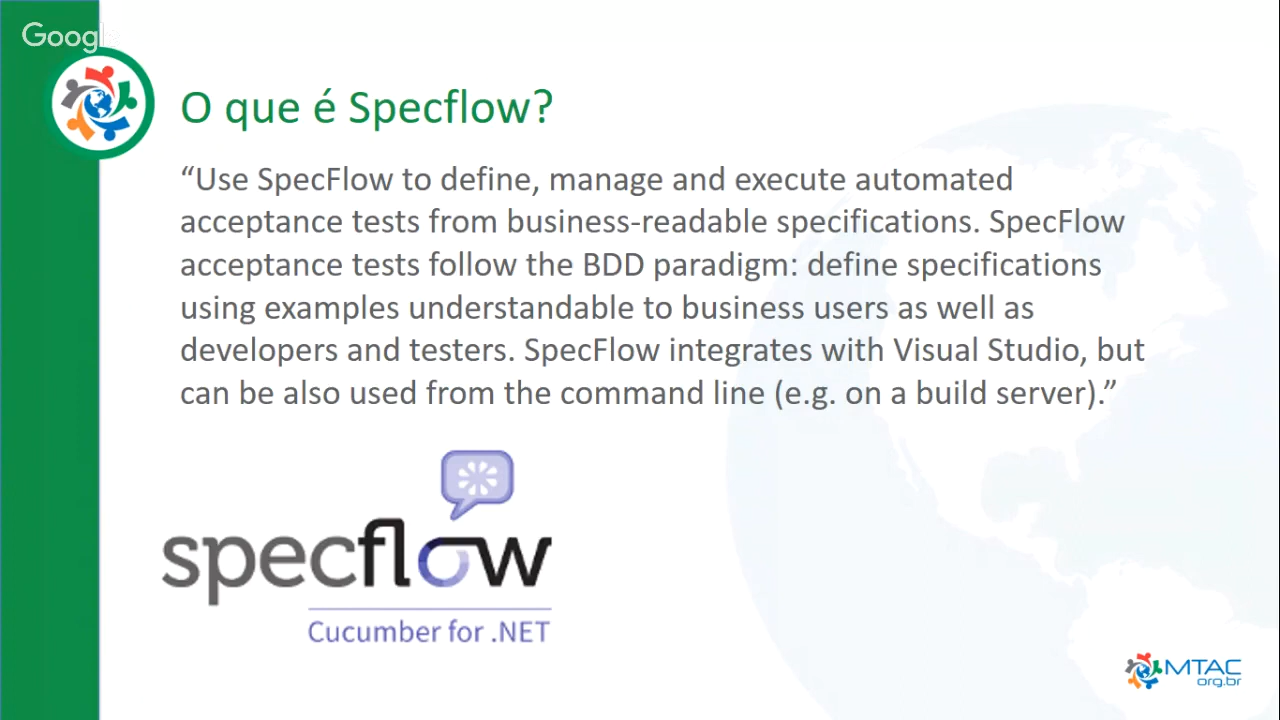 Google
O que é Specflow?
“Use SpecFlow to define, manage and execute automated
acceptance tests from business-readable specifications. SpecFlow
acceptance tests follow the BDD paradigm: define specifications
using examples understandable to business users as well as
developers and testers. SpecFlow integrates with Visual Studio, but
can be also used from the command line (e.g. on a build server).”
specflow
Cucumber for .NET
MTAC
org.br